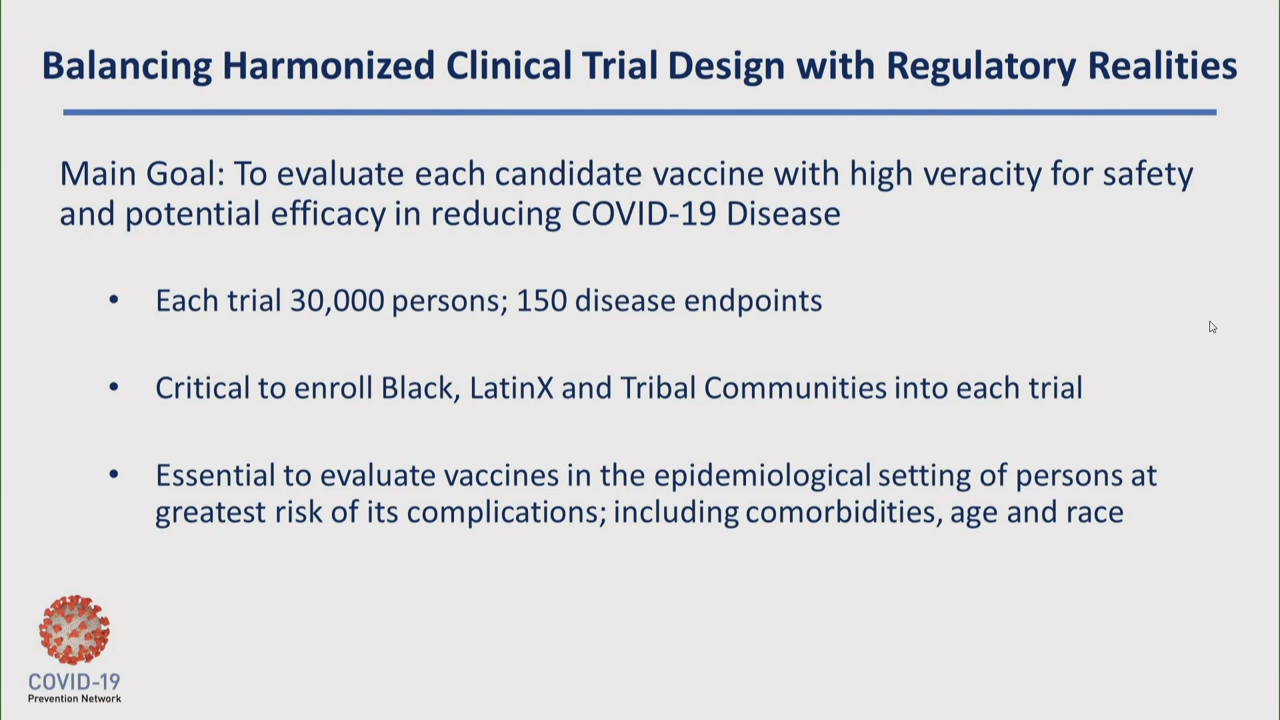 Balancing Harmonized Clinical Trial Design with Regulatory Realities
Main Goal: To evaluate each candidate vaccine with high veracity for safety
and potential efficacy in reducing COVID-19 Disease
• Each trial 30,000 persons; 150 disease endpoints
• Critical to enroll Black, LatinX and Tribal Communities into each trial
• Essential to evaluate vaccines in the epidemiological setting of persons at
greatest risk of its complications; including comorbidities, age and race
COVID-19
Prevention Network